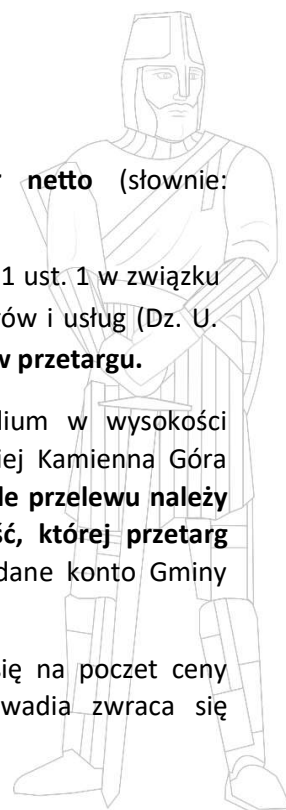 netto (słownie:
1 ust. 1 w związku
ów i usług (Dz. U.
w przetargu.
dium w wysokości
iej Kamienna Góra
le przelewu należy
ść, której przetarg
dane konto Gminy
się na poczet ceny
wadia zwraca się